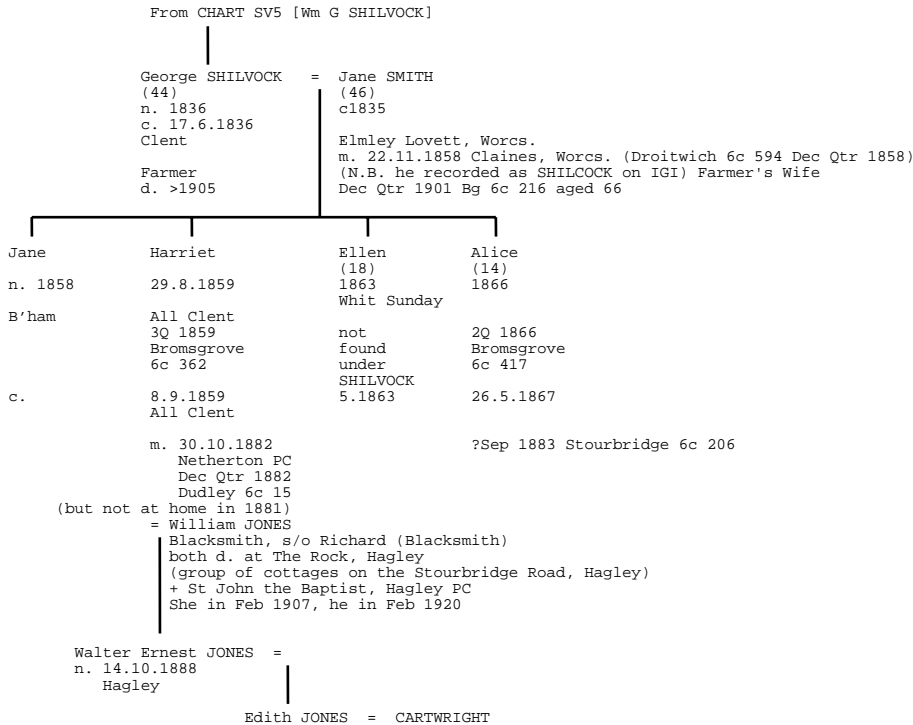 From CHART SV5 [Wm G SHILVOCK]
George SHILVOCK = Jane SMITH
(44) (46)
n. 1836 c1835
c. 17.6.1836
Clent Elmley Lovett, Worcs.
m. 22.11.1858 Claines, Worcs. (Droitwich 6c 594 Dec Qtr 1858)
Farmer (N.B. he recorded as SHILCOCK on IGI) Farmer's Wife
d. >1905 Dec Qtr 1901 Bg 6c 216 aged 66
Jane Harriet Ellen Alice
(18) (14)
n. 1858 29.8.1859 1863 1866
Whit Sunday
B'ham All Clent
3Q 1859 not 2Q 1866
Bromsgrove found Bromsgrove
6c 362 under 6c 417
SHILVOCK
c. 8.9.1859 5.1863 26.5.1867
All Clent
m. 30.10.1882 ?Sep 1883 Stourbridge 6c 206
Netherton PC
Dec Qtr 1882
Dudley 6c 15
(but not at home in 1881)
= William JONES
Blacksmith, s/o Richard (Blacksmith)
both d. at The Rock, Hagley
(group of cottages on the Stourbridge Road, Hagley)
+ St John the Baptist, Hagley PC
She in Feb 1907, he in Feb 1920
Walter Ernest JONES =
n. 14.10.1888
Hagley
Edith JONES = CARTWRIGHT